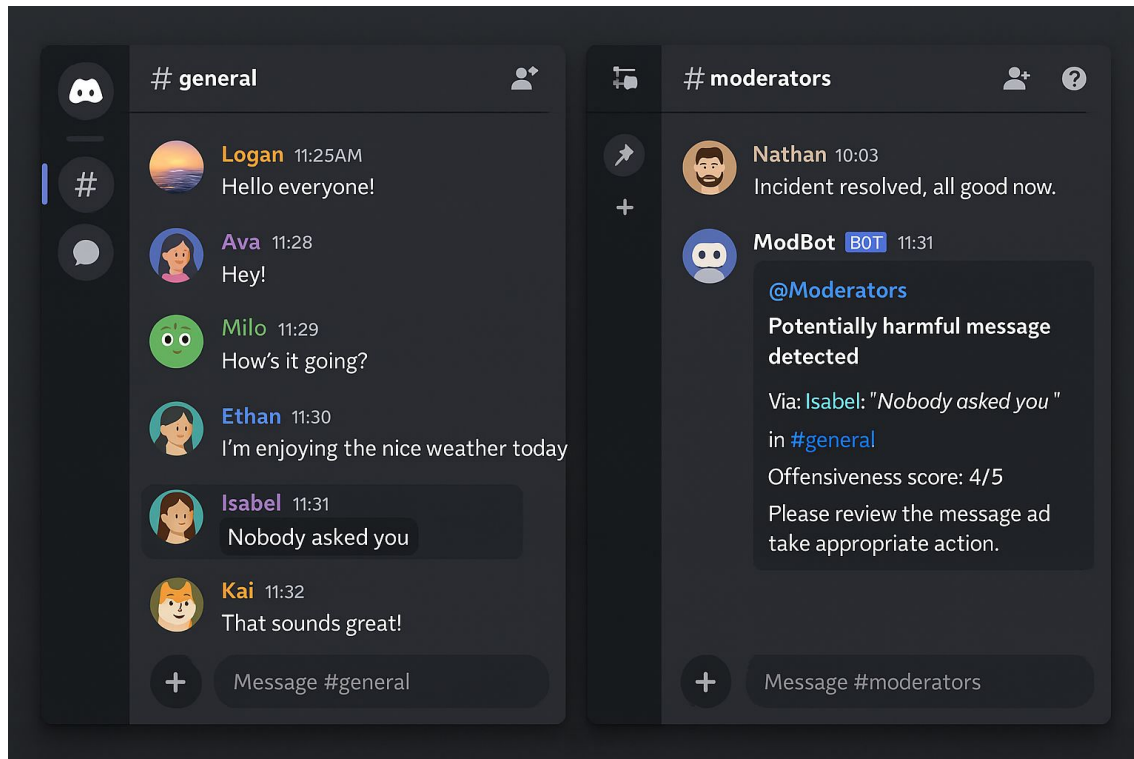 # general
Logan 11:25AM
Hello everyone!
Ava 11:28
Hey!
Milo 11:29
How's it going?
Ethan 11:30
I'm enjoying the nice weather today
Isabel 11:31
Nobody asked you
Kai 11:32
That sounds great!
+ Message #general
# moderators
Nathan 10:03
Incident resolved, all good now.
ModBot BOT 11:31
@Moderators
Potentially harmful message
detected
Via: Isabel: "Nobody asked you "
in #general
Offensiveness score: 4/5
Please review the message ad
take appropriate action.
+ Message #moderators